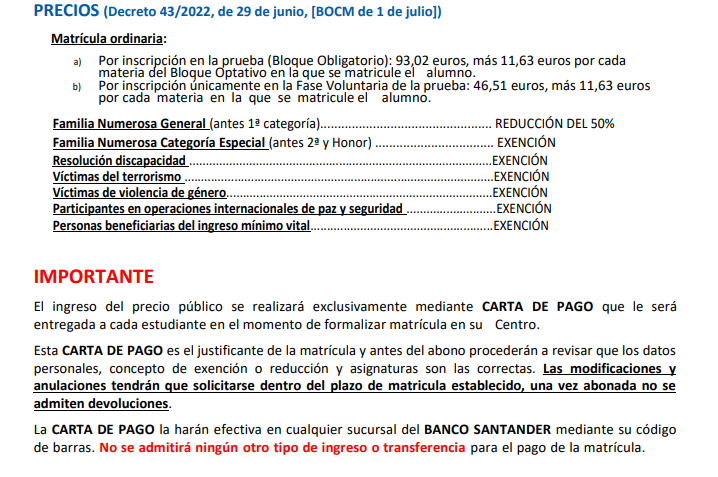 PRECIOS (Decreto 43/2022, de 29 de junio, [BOCM de 1 de julio])
Matrícula ordinaria:
a) Por inscripción en la prueba (Bloque Obligatorio): 93,02 euros, más 11,63 euros por cada
materia del Bloque Optativo en la que se matricule el alumno.
b) Por inscripción únicamente en la Fase Voluntaria de la prueba: 46,51 euros, más 11,63 euros
por cada materia en la que se matricule el alumno.
Familia Numerosa General (antes 1ª categoría)................................................... REDUCCIÓN DEL 50%
Familia Numerosa Categoría Especial (antes 2ª y Honor) ................................... EXENCIÓN
Resolución discapacidad ...........................................................................................EXENCIÓN
Víctimas del terrorismo .............................................................................................EXENCIÓN
Víctimas de violencia de género................................................................................EXENCIÓN
Participantes en operaciones internacionales de paz y seguridad ...........................EXENCIÓN
Personas beneficiarias del ingreso mínimo vital.......................................................EXENCIÓN
IMPORTANTE
El ingreso del precio público se realizará exclusivamente mediante CARTA DE PAGO que le será
entregada a cada estudiante en el momento de formalizar matrícula en su Centro.
Esta CARTA DE PAGO es el justificante de la matrícula y antes del abono procederán a revisar que los datos
personales, concepto de exención o reducción y asignaturas son las correctas. Las modificaciones y
anulaciones tendrán que solicitarse dentro del plazo de matricula establecido, una vez abonada no se
admiten devoluciones.
La CARTA DE PAGO la harán efectiva en cualquier sucursal del BANCO SANTANDER mediante su código
de barras. No se admitirá ningún otro tipo de ingreso o transferencia para el pago de la matrícula.